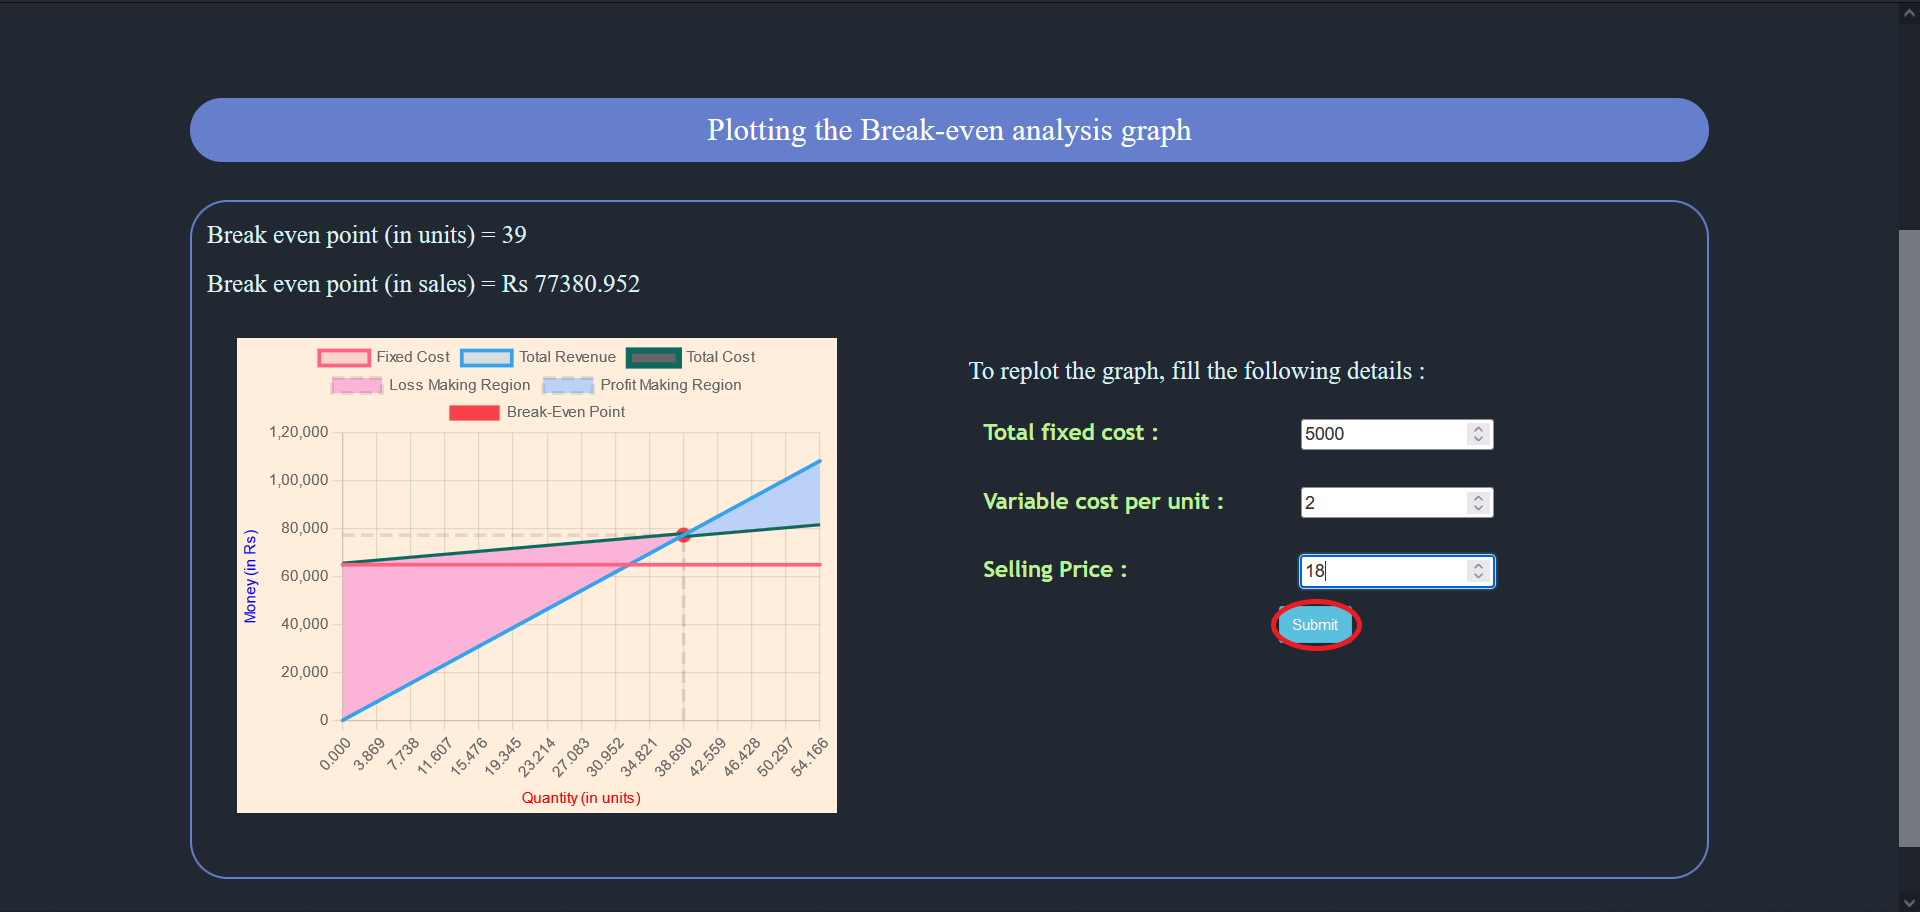 Plotting the Break-even analysis graph
Break even point (in units) = 39
Break even point (in sales) = Rs 77380.952
Fixed Cost Total Revenue Total Cost
Loss Making Region Profit Making Region
Break-Even Point
1,20,000
1,00,000
80,000
60,000
40,000
20,000
0
Money (in Rs)
0.000 3.869 7.738 11.607 15.476 19.345 23.214 27.083 30.952 34.821 38.690 42.559 46.428 50.297 54.166
Quantity (in units)
To replot the graph, fill the following details :
Total fixed cost : 5000
Variable cost per unit : 2
Selling Price : 18
Submit